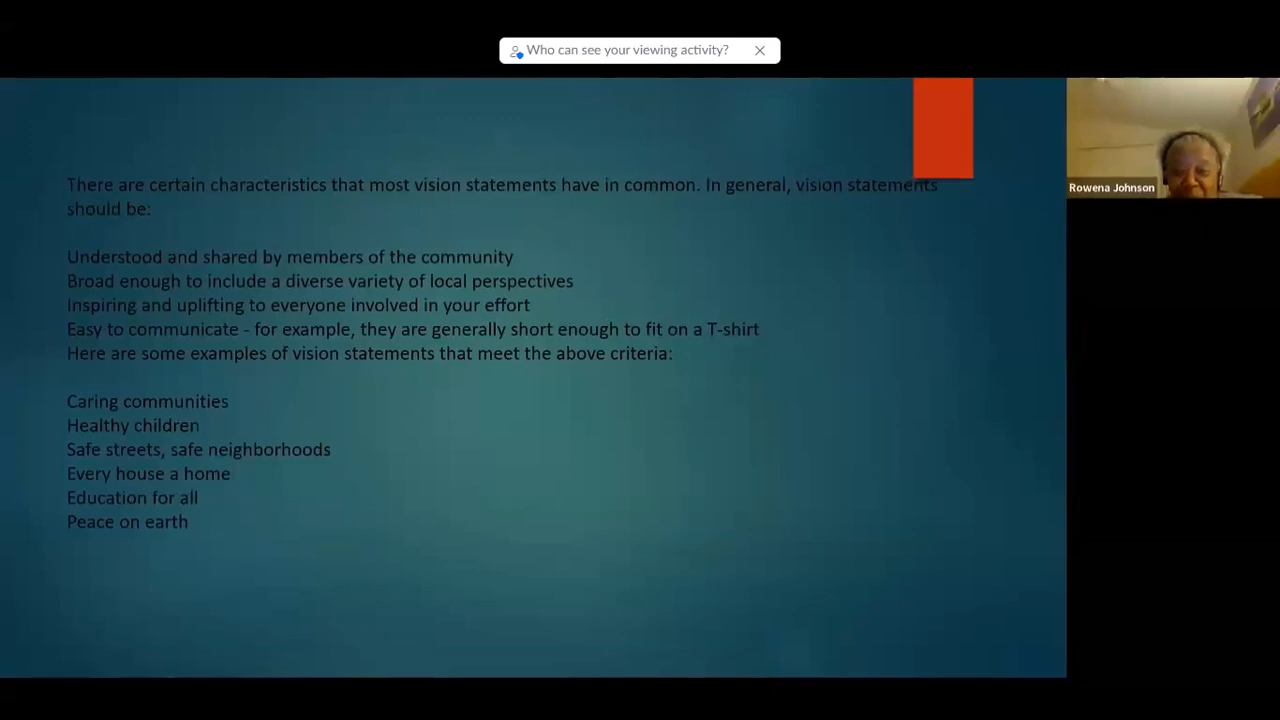 Who can see your viewing activity?
There are certain characteristics that most vision statements have in common. In general, vision statements
should be:
Understood and shared by members of the community
Broad enough to include a diverse variety of local perspectives
Inspiring and uplifting to everyone involved in your effort
Easy to communicate - for example, they are generally short enough to fit on a T-shirt
Here are some examples of vision statements that meet the above criteria:
Caring communities
Healthy children
Safe streets, safe neighborhoods
Every house a home
Education for all
Peace on earth
Rowena Johnson